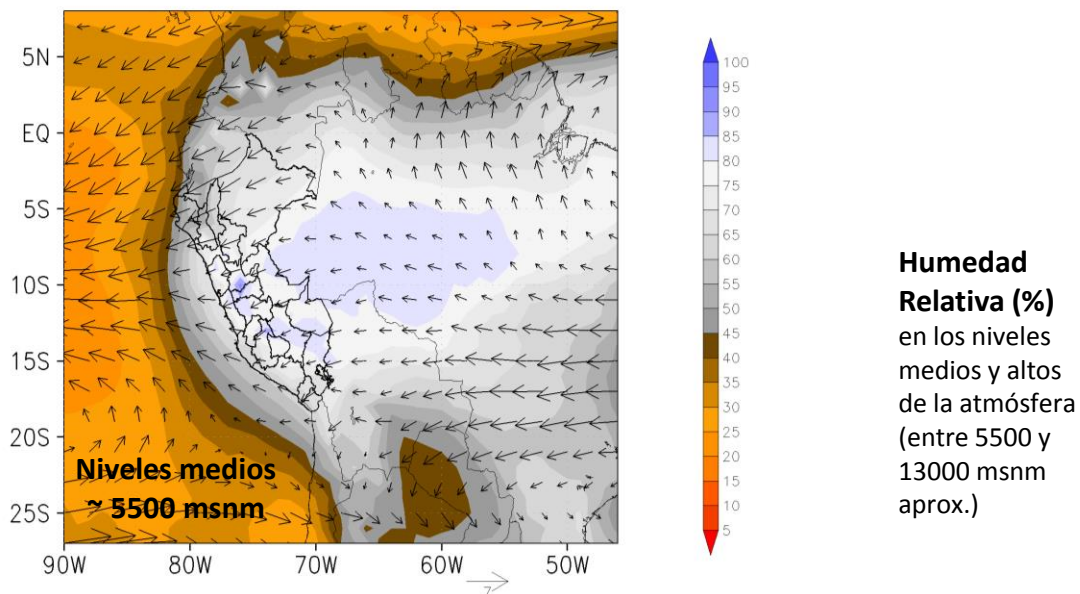 5N
EQ
5S
10S
15S
20S
25S
90W 80W 70W 60W 50W
Niveles medios
~ 5500 msnm
7
100
95
90
85
80
75
70
65
60
55
50
45
40
35
30
25
20
15
10
5
Humedad
Relativa (%)
en los niveles
medios y altos
de la atmósfera
(entre 5500 y
13000 msnm
aprox.)